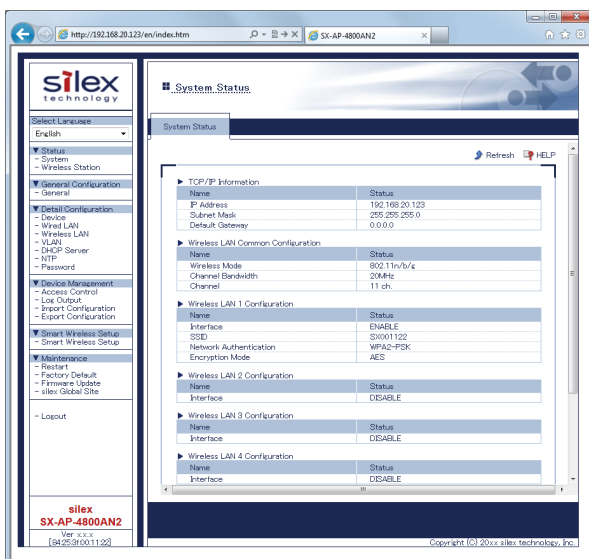 http://192.168.20.123/en/index.htm
SX-AP-4800AN2
silex
technology
Select Language
English
▼ Status
- System
- Wireless Station
▼ General Configuration
- General
▼ Detail Configuration
- Device
- Wired LAN
- Wireless LAN
- VLAN
- DHCP Server
- NTP
- Password
▼ Device Management
- Access Control
- Log Output
- Import Configuration
- Export Configuration
▼ Smart Wireless Setup
- Smart Wireless Setup
▼ Maintenance
- Restart
- Factory Default
- Firmware Update
- silex Global Site
- Logout
silex
SX-AP-4800AN2
Ver x.x.x
[84:25:3f:00:11:22]
System Status
System Status
Refresh HELP
▶ TCP/IP Information
Name Status
IP Address 192.168.20.123
Subnet Mask 255.255.255.0
Default Gateway 0.0.0.0
▶ Wireless LAN Common Configuration
Name Status
Wireless Mode 802.11n/b/g
Channel Bandwidth 20MHz
Channel 11 ch.
▶ Wireless LAN 1 Configuration
Name Status
Interface ENABLE
SSID SX001122
Network Authentication WPA2-PSK
Encryption Mode AES
▶ Wireless LAN 2 Configuration
Name Status
Interface DISABLE
▶ Wireless LAN 3 Configuration
Name Status
Interface DISABLE
▶ Wireless LAN 4 Configuration
Name Status
Interface DISABLE
Copyright (C) 20xx silex technology, Inc.